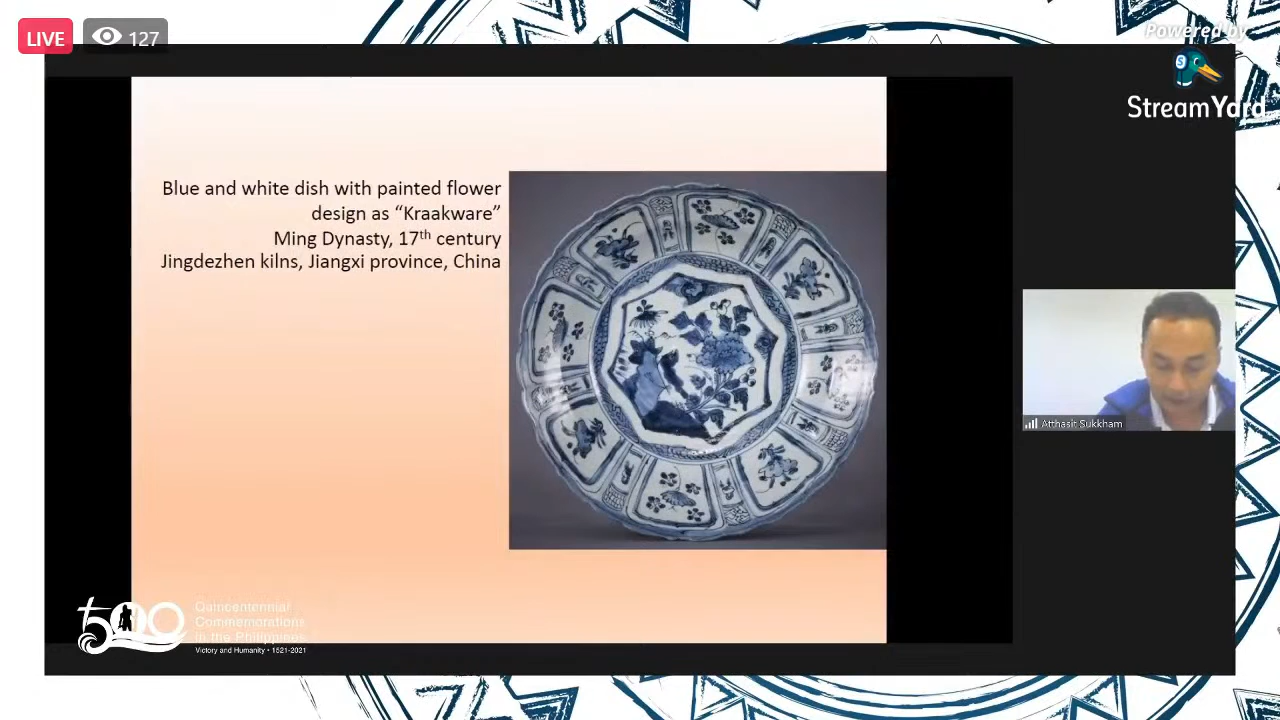 LIVE
127
Powered by
StreamYard
Blue and white dish with painted flower
design as “Kraakware”
Ming Dynasty, 17th century
Jingdezhen kilns, Jiangxi province, China
Atthasit Sukkham
500
Quincentennial
Commemorations
in the Philippines
Victory and Humanity • 1521-2021